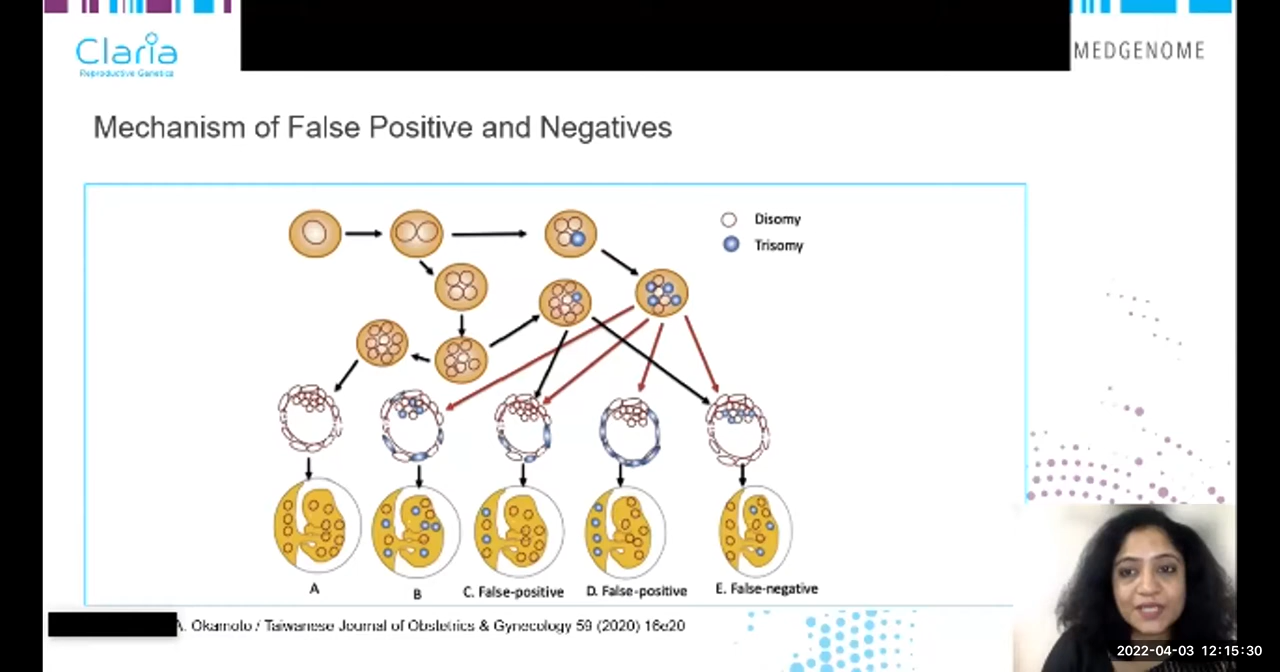 Claria
Reproductive Genetics
MEDGENOME
Mechanism of False Positive and Negatives
Disomy
Trisomy
A
B
C. False-positive
D. False-positive
E. False-negative
A. Okamoto / Taiwanese Journal of Obstetrics & Gynecology 59 (2020) 16e20
2022-04-03 12:15:30